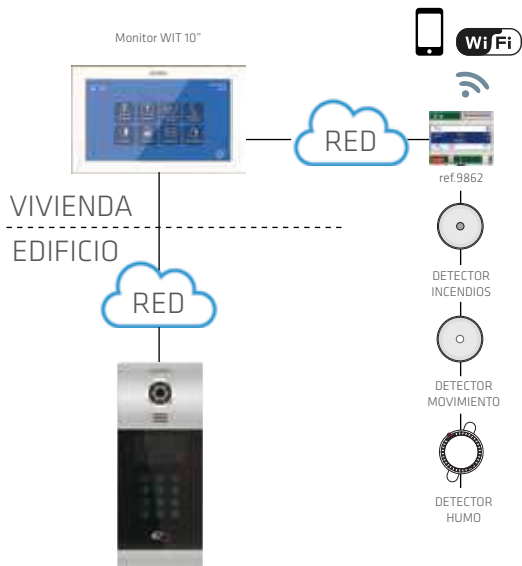 Monitor WIT 10"
WiFi
RED
ref.9862
VIVIENDA
EDIFICIO
RED
DETECTOR
INCENDIOS
DETECTOR
MOVIMIENTO
DETECTOR
HUMO